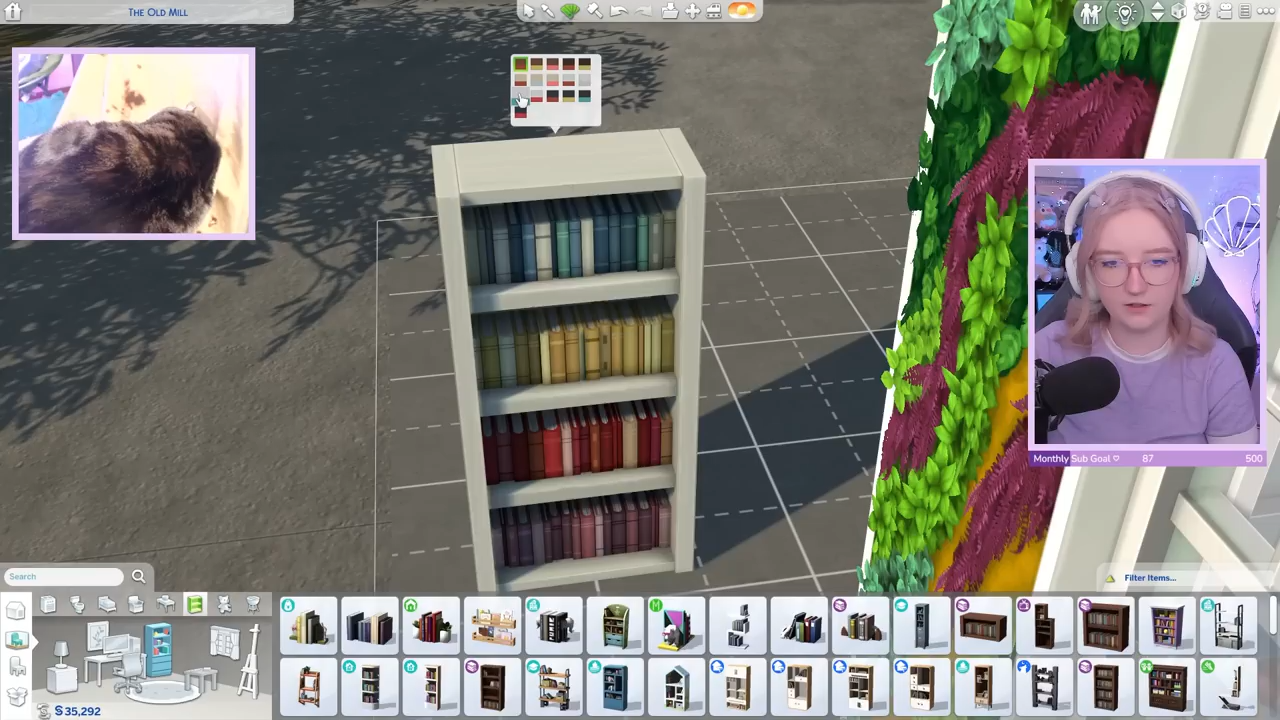 The Old Mill
Monthly Sub Goal ♡ 87 500
Search
Filter Items...
§35,292